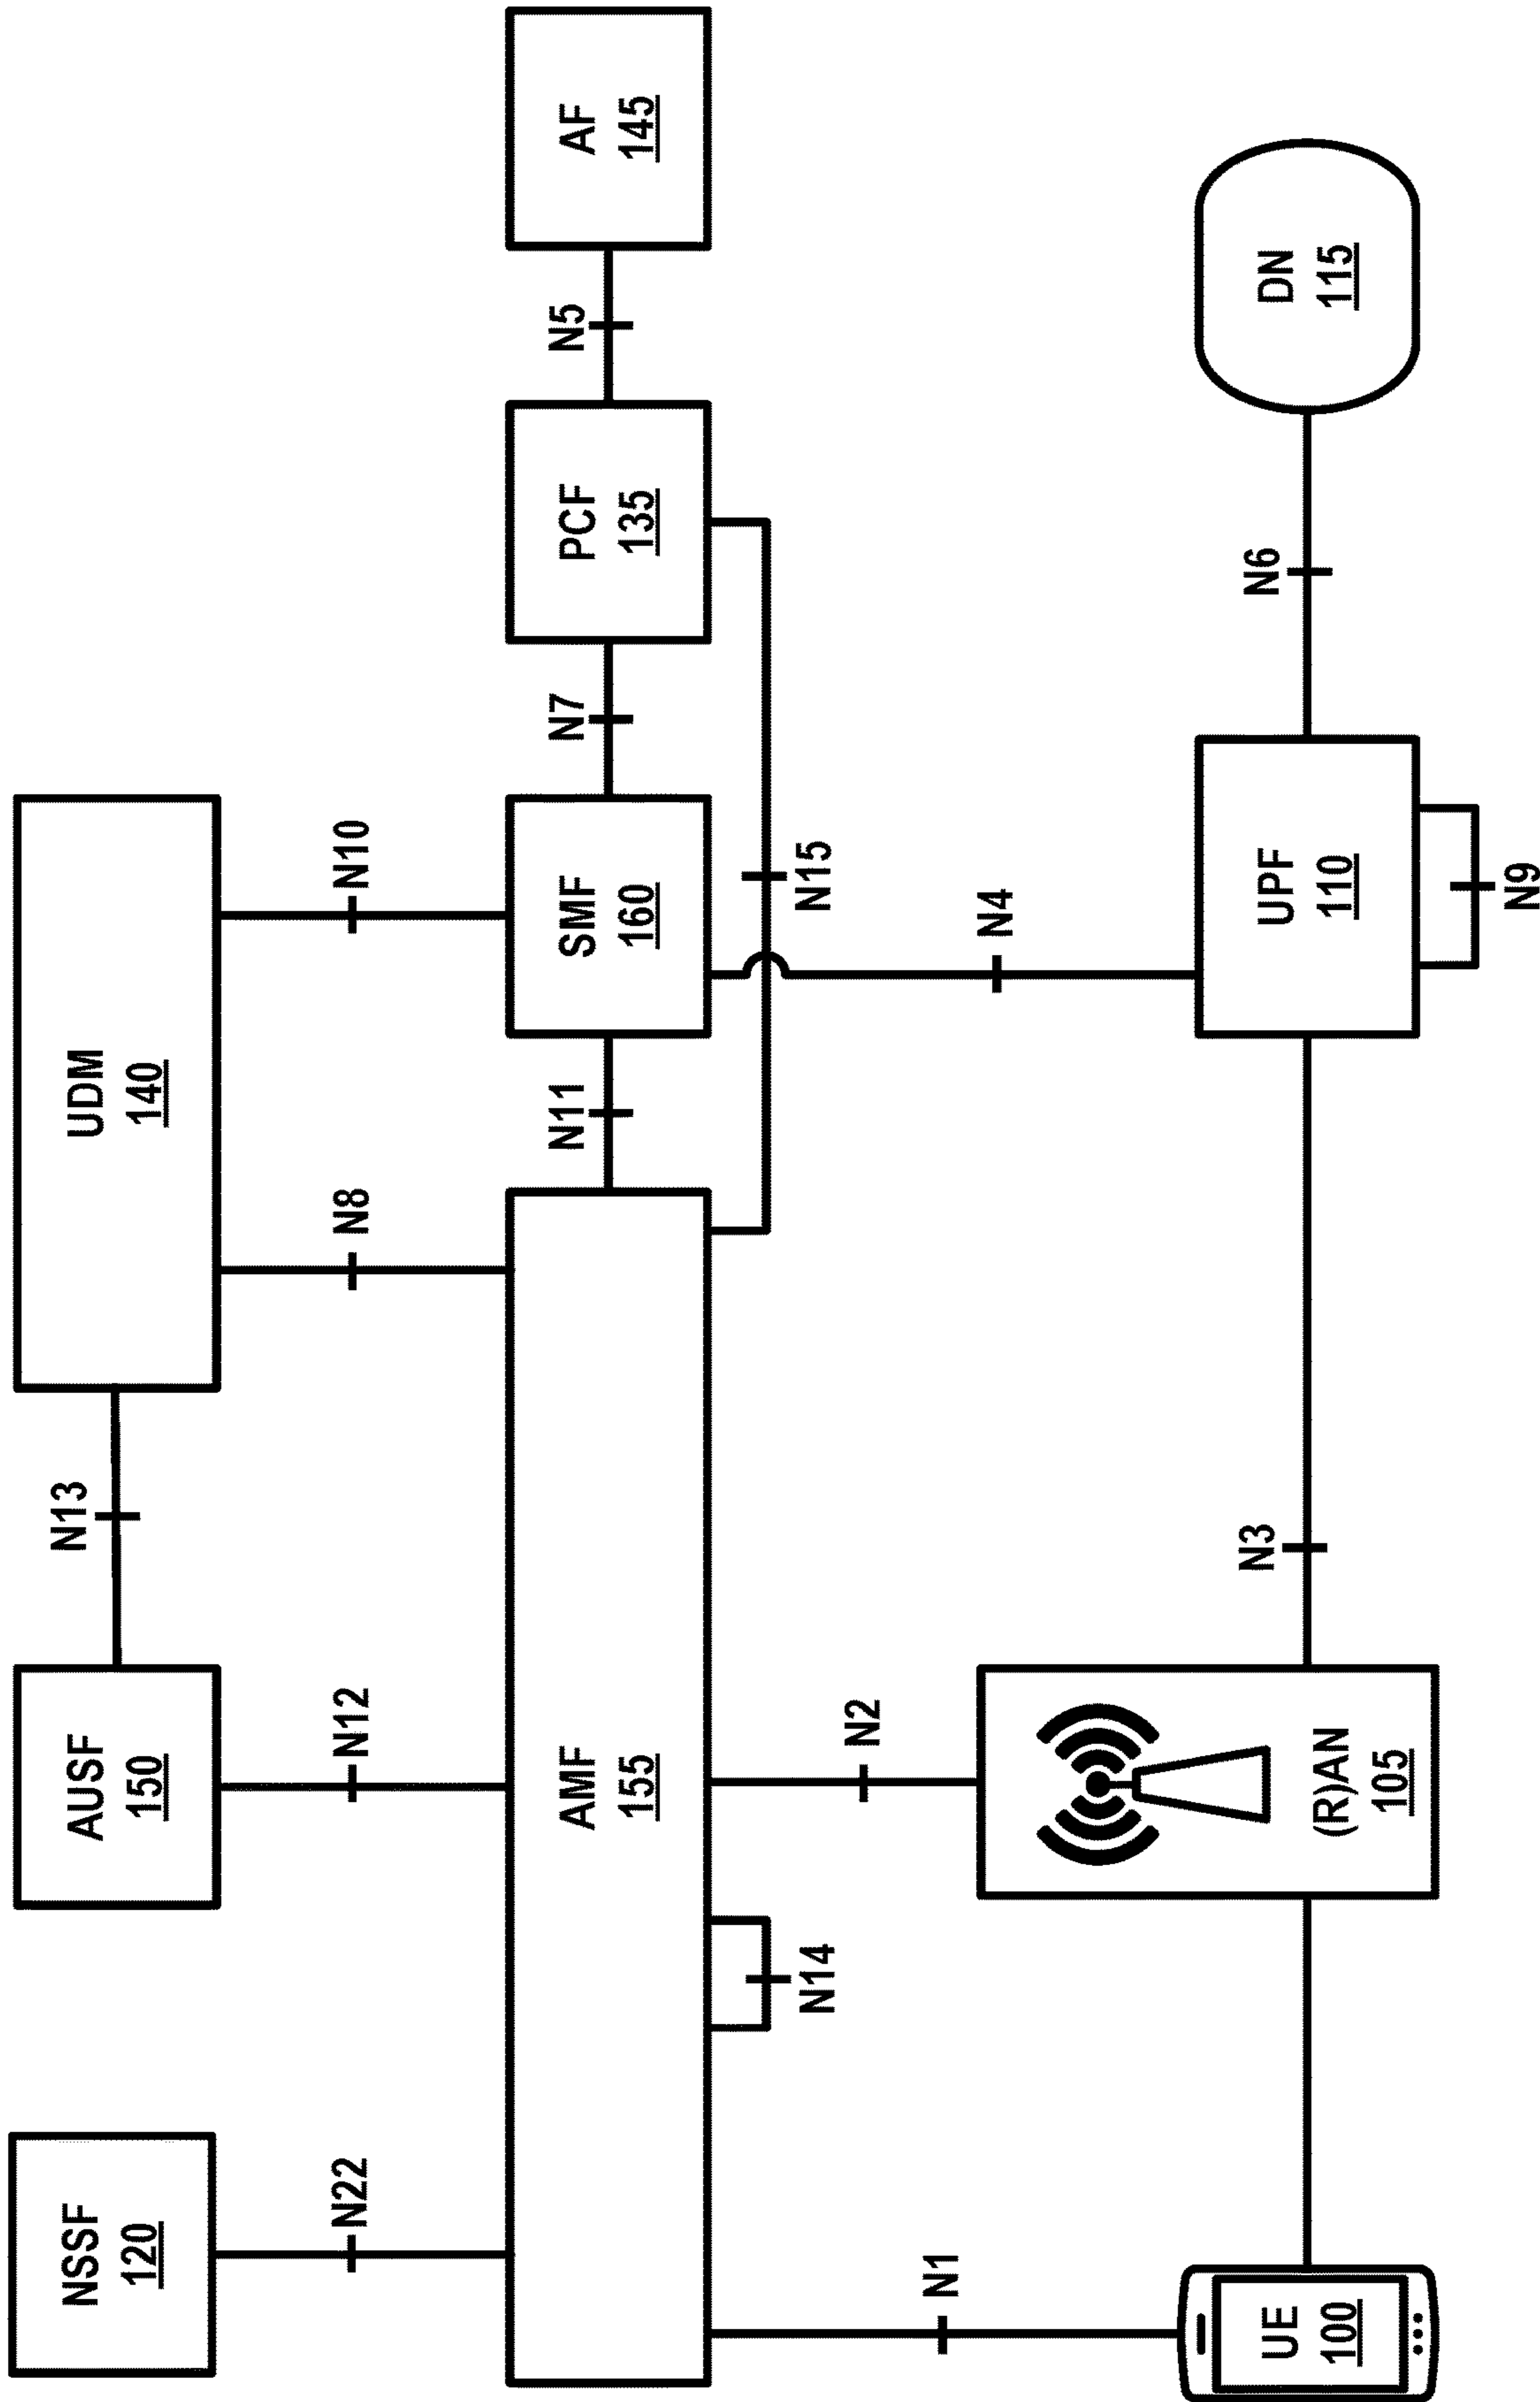 NSSF
120
AUSF
150
N13
UDM
140
N22
N12
N8
N10
AMF
155
N11
SMF
160
N7
PCF
135
N5
AF
145
N14
N15
N1
N2
N4
UE
100
(R)AN
105
N3
UPF
110
N6
DN
115
N9